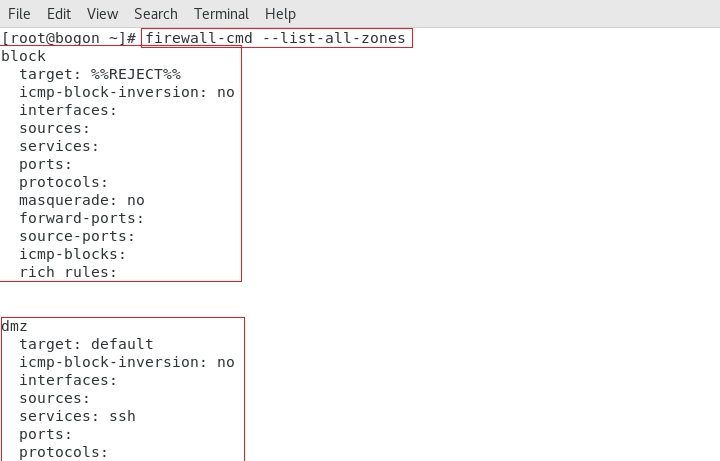 File Edit View Search Terminal Help
[root@bogon ~]# firewall-cmd --list-all-zones
block
  target: %%REJECT%%
  icmp-block-inversion: no
  interfaces:
  sources:
  services:
  ports:
  protocols:
  masquerade: no
  forward-ports:
  source-ports:
  icmp-blocks:
  rich rules:
dmz
  target: default
  icmp-block-inversion: no
  interfaces:
  sources:
  services: ssh
  ports:
  protocols: